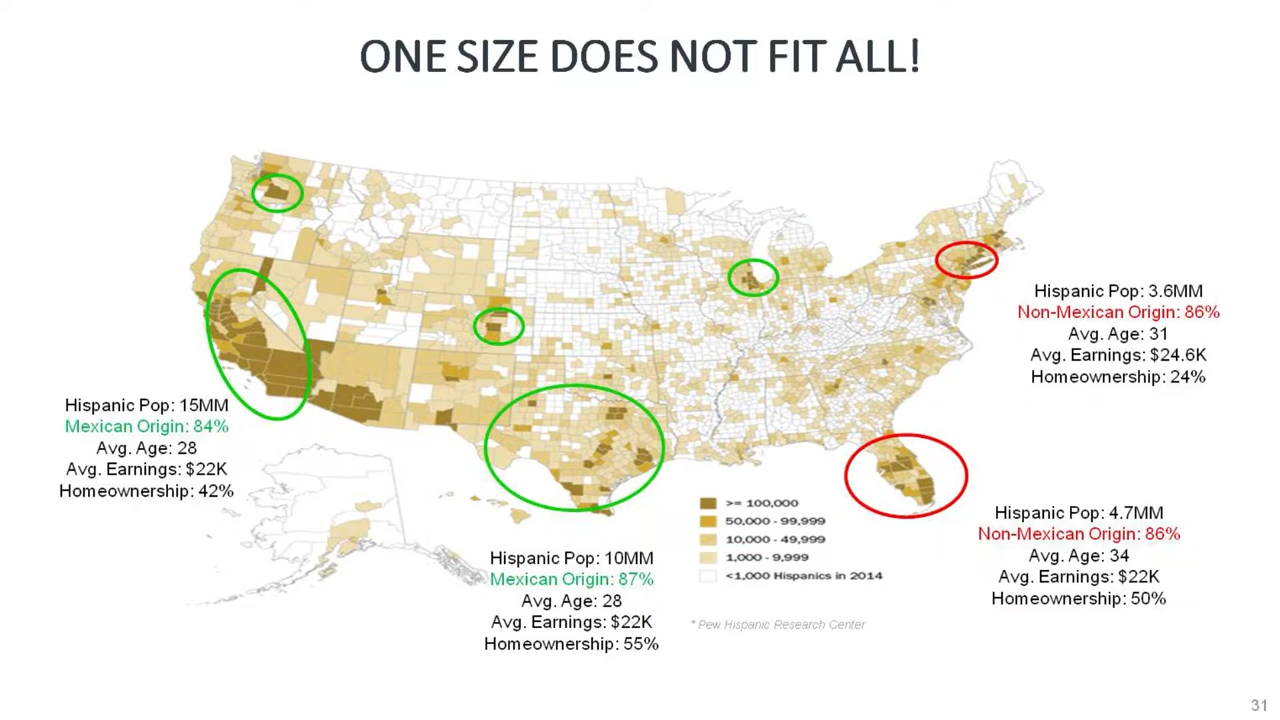 ONE SIZE DOES NOT FIT ALL!
Hispanic Pop: 3.6MM
Non-Mexican Origin: 86%
Avg. Age: 31
Avg. Earnings: $24.6K
Homeownership: 24%
Hispanic Pop: 15MM
Mexican Origin: 84%
Avg. Age: 28
Avg. Earnings: $22K
Homeownership: 42%
>= 100,000
50,000 - 99,999
10,000 - 49,999
1,000 - 9,999
<1,000 Hispanics in 2014
Hispanic Pop: 4.7MM
Non-Mexican Origin: 86%
Avg. Age: 34
Avg. Earnings: $22K
Homeownership: 50%
Hispanic Pop: 10MM
Mexican Origin: 87%
Avg. Age: 28
Avg. Earnings: $22K
Homeownership: 55%
* Pew Hispanic Research Center
31